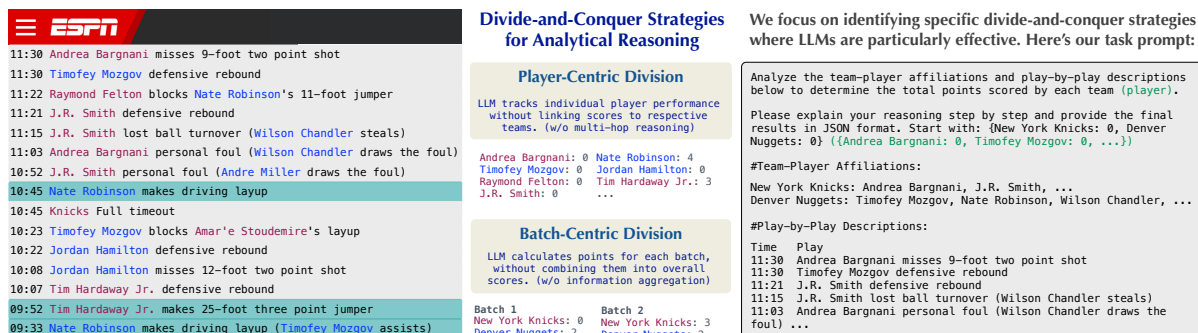 ESPN
11:30 Andrea Bargnani misses 9-foot two point shot
11:30 Timofey Mozgov defensive rebound
11:22 Raymond Felton blocks Nate Robinson's 11-foot jumper
11:21 J.R. Smith defensive rebound
11:15 J.R. Smith lost ball turnover (Wilson Chandler steals)
11:03 Andrea Bargnani personal foul (Wilson Chandler draws the foul)
10:52 J.R. Smith personal foul (Andre Miller draws the foul)
10:45 Nate Robinson makes driving layup
10:45 Knicks Full timeout
10:23 Timofey Mozgov blocks Amar'e Stoudemire's layup
10:22 Jordan Hamilton defensive rebound
10:08 Jordan Hamilton misses 12-foot two point shot
10:07 Tim Hardaway Jr. defensive rebound
09:52 Tim Hardaway Jr. makes 25-foot three point jumper
09:33 Nate Robinson makes driving layup (Timofey Mozgov assists)
Divide-and-Conquer Strategies
for Analytical Reasoning
Player-Centric Division
LLM tracks individual player performance
without linking scores to respective
teams. (w/o multi-hop reasoning)
Andrea Bargnani: 0 Nate Robinson: 4
Timofey Mozgov: 0 Jordan Hamilton: 0
Raymond Felton: 0 Tim Hardaway Jr.: 3
J.R. Smith: 0 ...
Batch-Centric Division
LLM calculates points for each batch,
without combining them into overall
scores. (w/o information aggregation)
Batch 1 Batch 2
New York Knicks: 0 New York Knicks: 3
Denver Nuggets: 2
We focus on identifying specific divide-and-conquer strategies
where LLMs are particularly effective. Here's our task prompt:
Analyze the team-player affiliations and play-by-play descriptions
below to determine the total points scored by each team (player).
Please explain your reasoning step by step and provide the final
results in JSON format. Start with: {New York Knicks: 0, Denver
Nuggets: 0} ({Andrea Bargnani: 0, Timofey Mozgov: 0, ...})
#Team-Player Affiliations:
New York Knicks: Andrea Bargnani, J.R. Smith, ...
Denver Nuggets: Timofey Mozgov, Nate Robinson, Wilson Chandler, ...
#Play-by-Play Descriptions:
Time Play
11:30 Andrea Bargnani misses 9-foot two point shot
11:30 Timofey Mozgov defensive rebound
11:21 J.R. Smith defensive rebound
11:15 J.R. Smith lost ball turnover (Wilson Chandler steals)
11:03 Andrea Bargnani personal foul (Wilson Chandler draws the
foul) ...